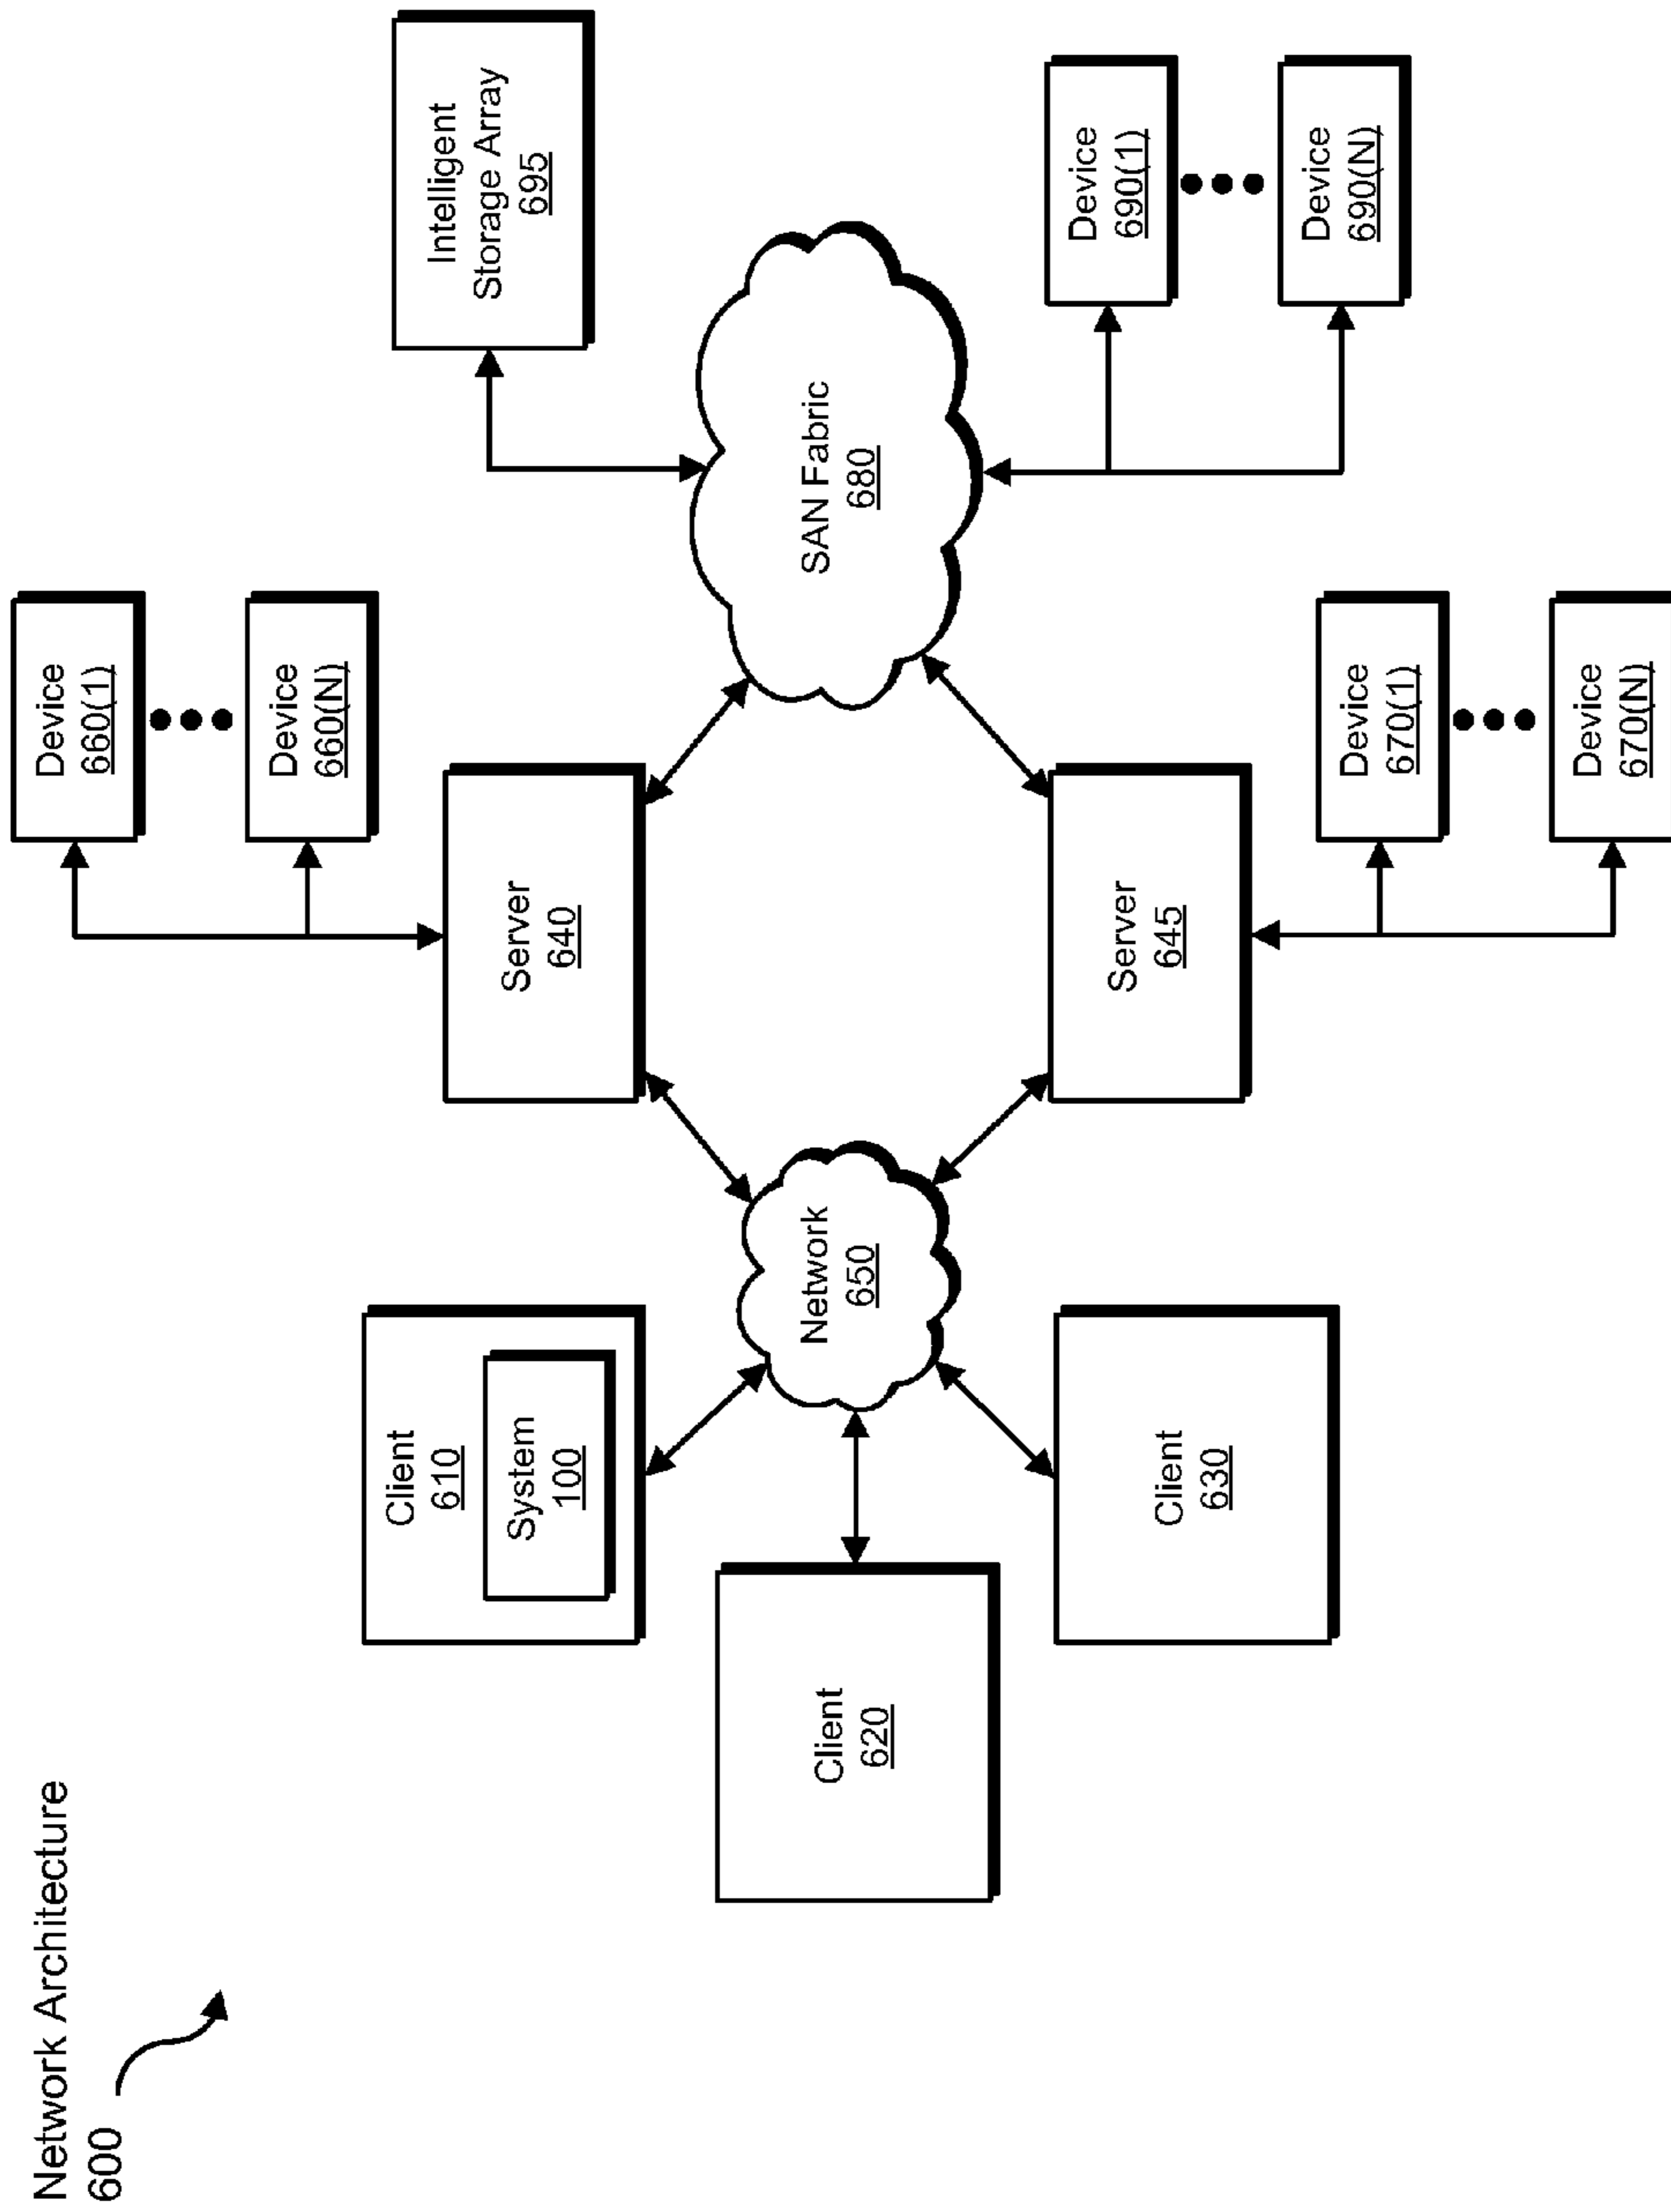 Network Architecture
600
Client
610
System
100
Client
620
Client
630
Network
650
Server
640
Server
645
Device
660(1)
Device
660(N)
Device
670(1)
Device
670(N)
SAN Fabric
680
Intelligent
Storage Array
695
Device
690(1)
Device
690(N)